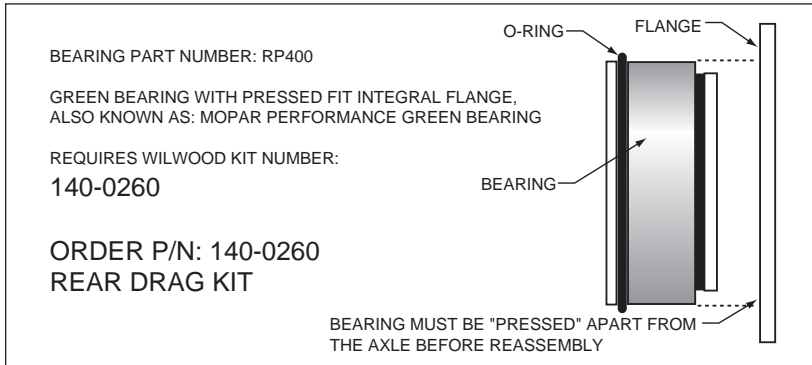 BEARING PART NUMBER: RP400
GREEN BEARING WITH PRESSED FIT INTEGRAL FLANGE,
ALSO KNOWN AS: MOPAR PERFORMANCE GREEN BEARING
REQUIRES WILWOOD KIT NUMBER:
140-0260
ORDER P/N: 140-0260
REAR DRAG KIT
O-RING
FLANGE
BEARING
BEARING MUST BE "PRESSED" APART FROM
THE AXLE BEFORE REASSEMBLY